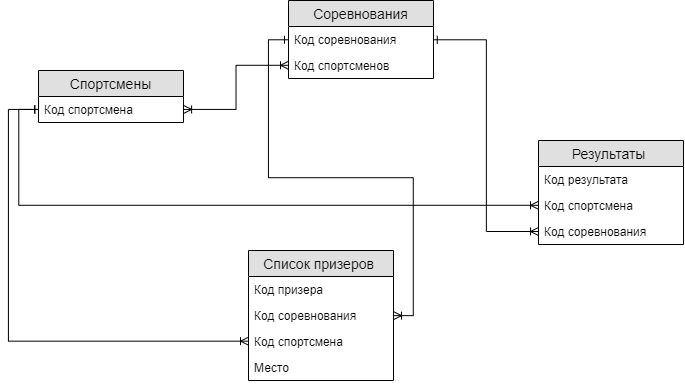 Соревнования
Код соревнования
Код спортсменов
Спортсмены
Код спортсмена
Результаты
Код результата
Код спортсмена
Код соревнования
Список призеров
Код призера
Код соревнования
Код спортсмена
Место